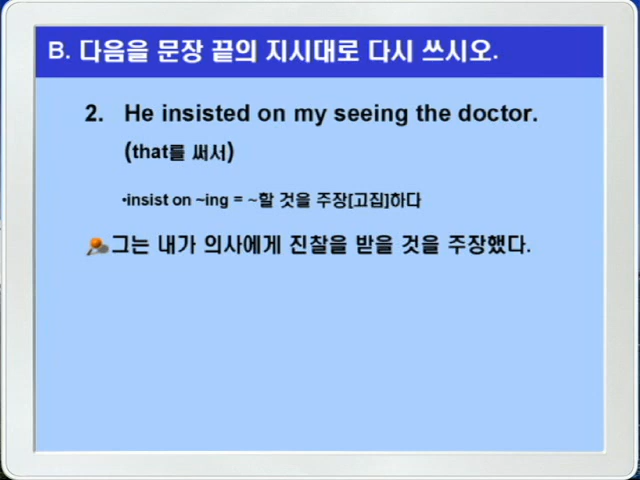 B. 다음을 문장 끝의 지시대로 다시 쓰시오.
2. He insisted on my seeing the doctor.
(that를 써서)
•insist on ~ing = ~할 것을 주장[고집]하다
그는 내가 의사에게 진찰을 받을 것을 주장했다.